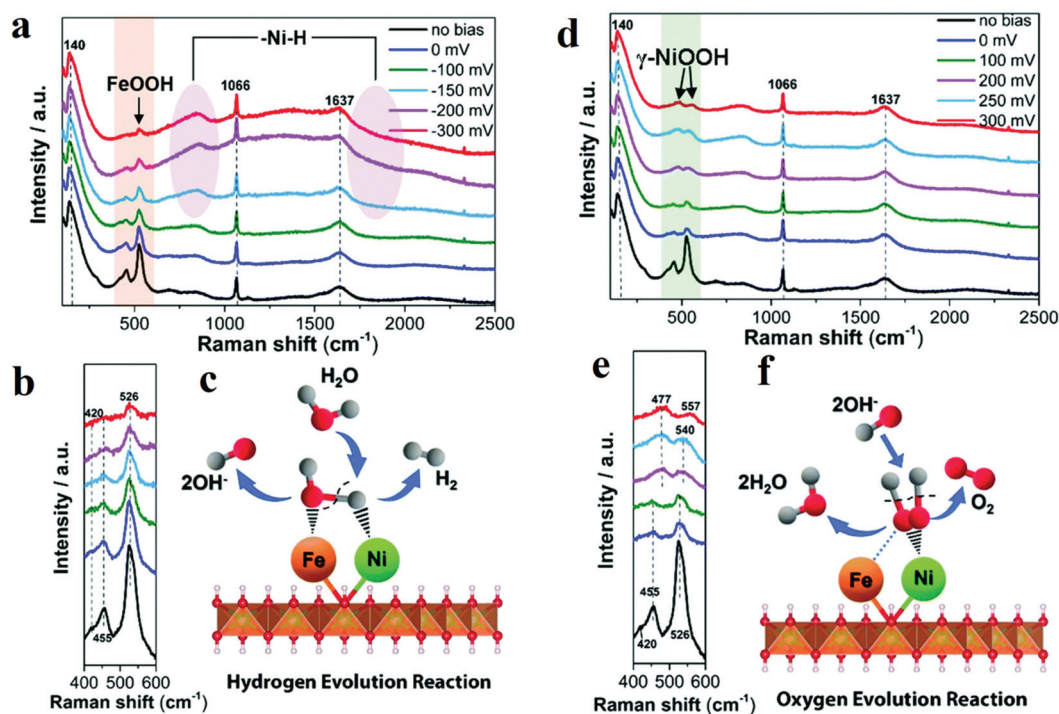 a
140
FeOOH
-Ni-H
1066
1637
no bias
0 mV
-100 mV
-150 mV
-200 mV
-300 mV
Intensity / a.u.
500
1000
1500
2000
2500
Raman shift (cm⁻¹)
d
140
γ-NiOOH
1066
1637
no bias
0 mV
100 mV
200 mV
250 mV
300 mV
Intensity / a.u.
500
1000
1500
2000
2500
Raman shift (cm⁻¹)
b
420
526
455
Intensity / a.u.
400 500 600
Raman shift (cm⁻¹)
c
H₂O
2OH⁻
H₂
Fe
Ni
Hydrogen Evolution Reaction
e
477
557
540
455
420
526
Intensity / a.u.
400 500 600
Raman shift (cm⁻¹)
f
2OH⁻
2H₂O
O₂
Fe
Ni
Oxygen Evolution Reaction